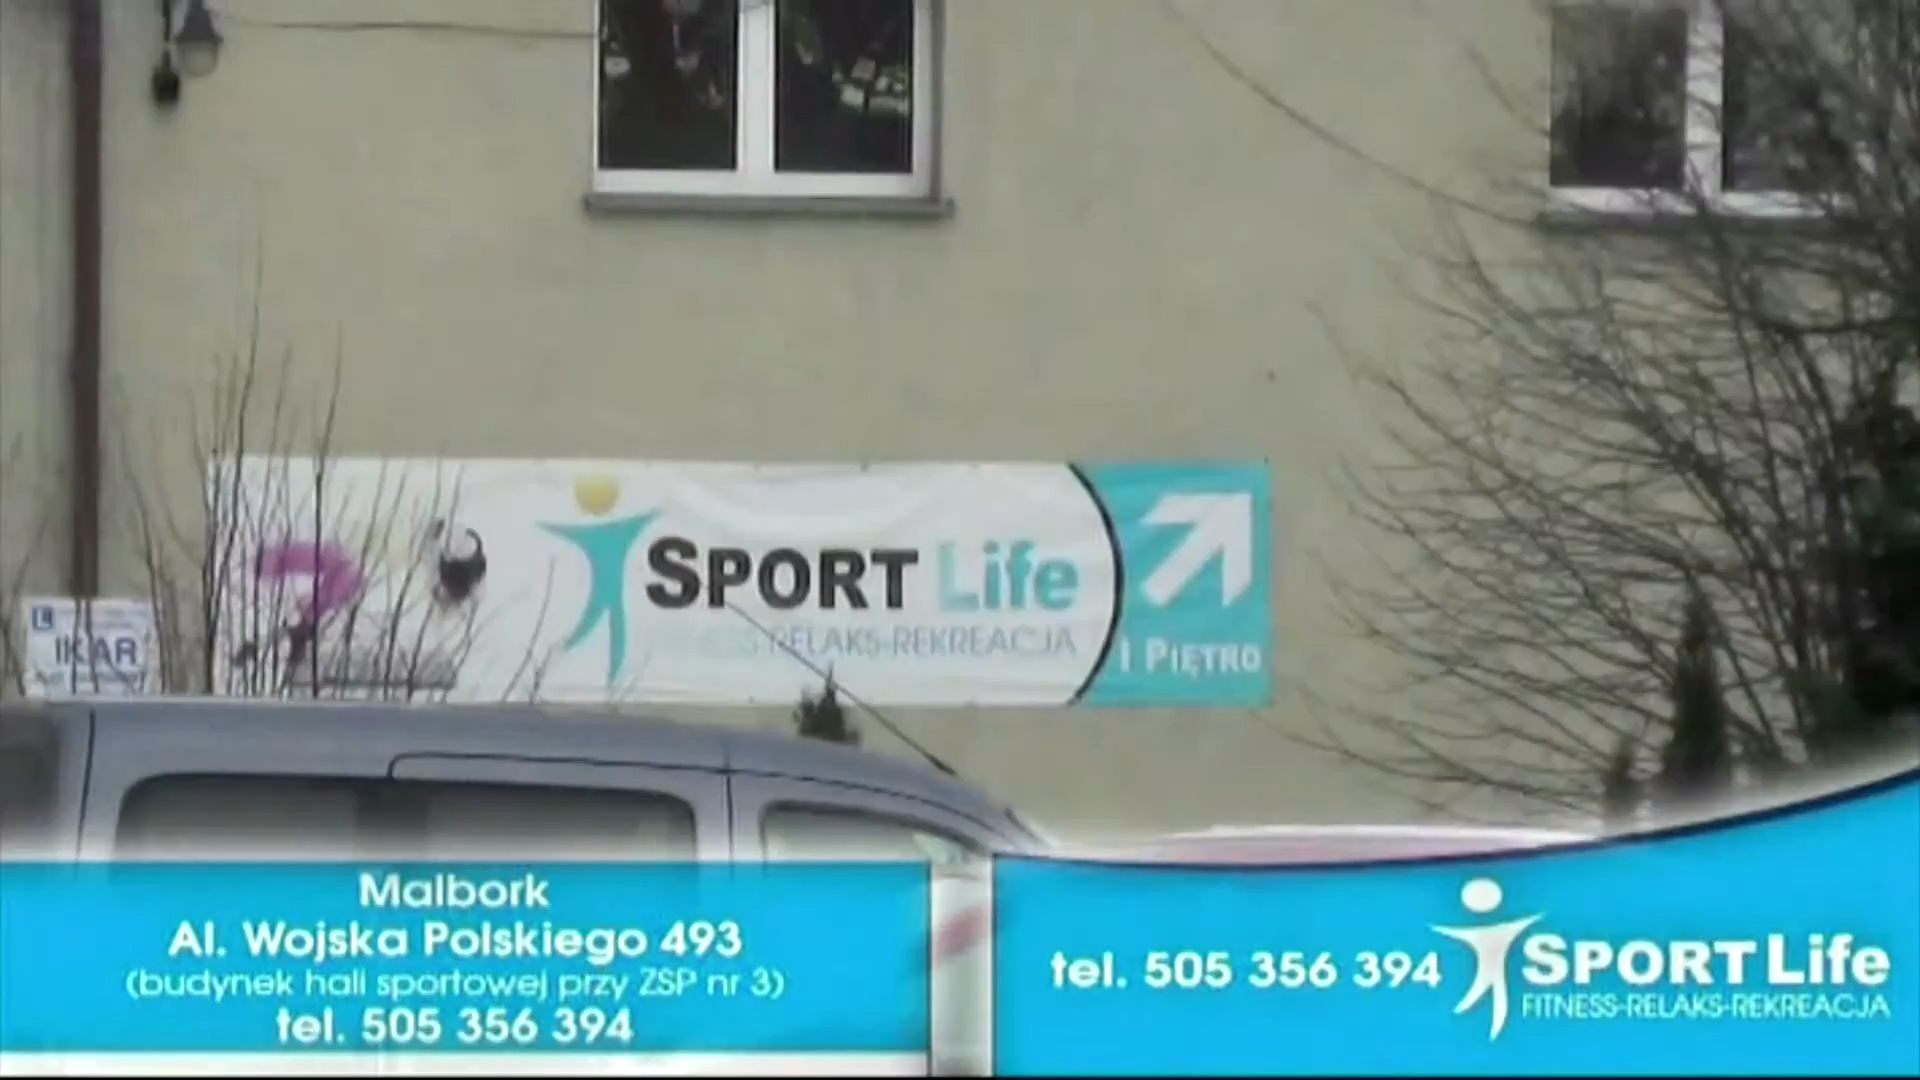 SPORT Life
RELAKS-REKREACJA
I PIĘTRO
L
IKAR
Malbork
Al. Wojska Polskiego 493
(budynek hali sportowej przy ZSP nr 3)
tel. 505 356 394
tel. 505 356 394
SPORT Life
FITNESS-RELAKS-REKREACJA